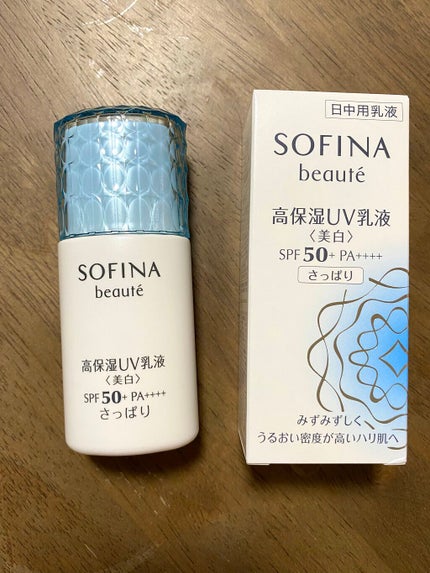 SOFINA
beauté
高保湿UV乳液
〈美白〉
SPF50+ PA++++
さっぱり
日中用乳液
SOFINA
beauté
高保湿UV乳液
〈美白〉
SPF50+ PA++++
さっぱり
みずみずしく、
うるおい密度が高いハリ肌へ